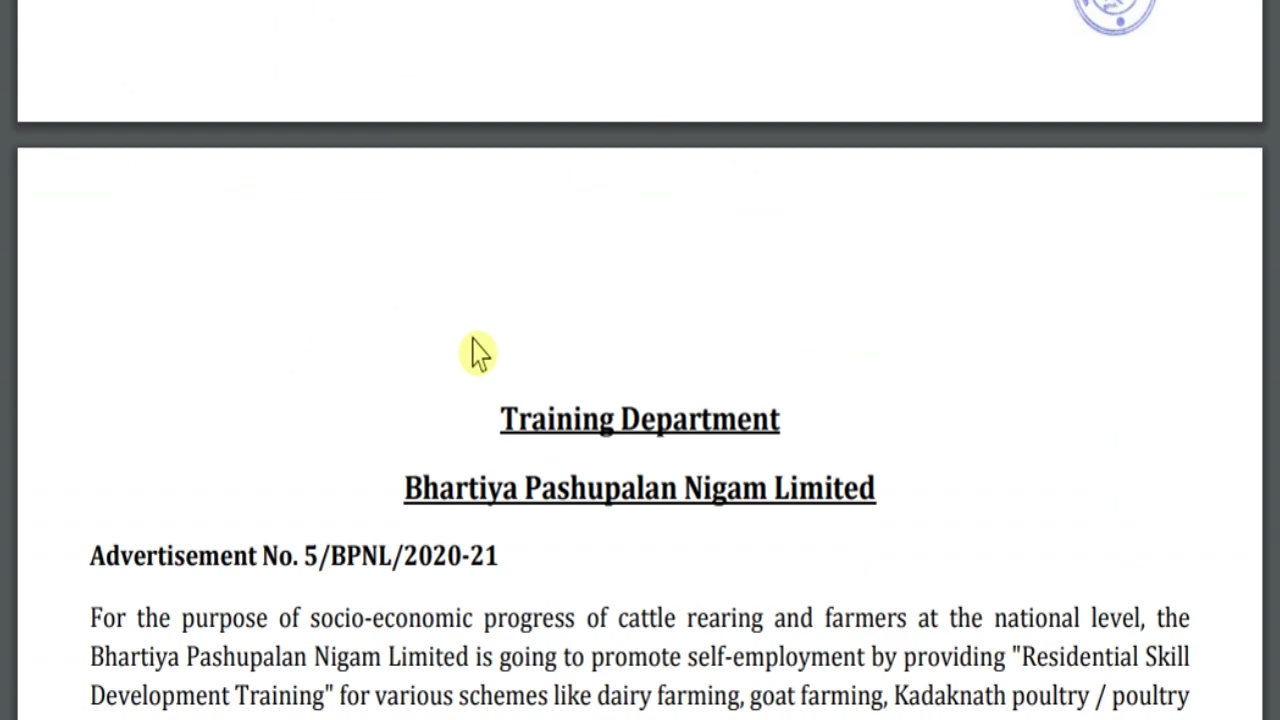 Training Department
Bhartiya Pashupalan Nigam Limited
Advertisement No. 5/BPNL/2020-21
For the purpose of socio-economic progress of cattle rearing and farmers at the national level, the
Bhartiya Pashupalan Nigam Limited is going to promote self-employment by providing "Residential Skill
Development Training" for various schemes like dairy farming, goat farming, Kadaknath poultry / poultry